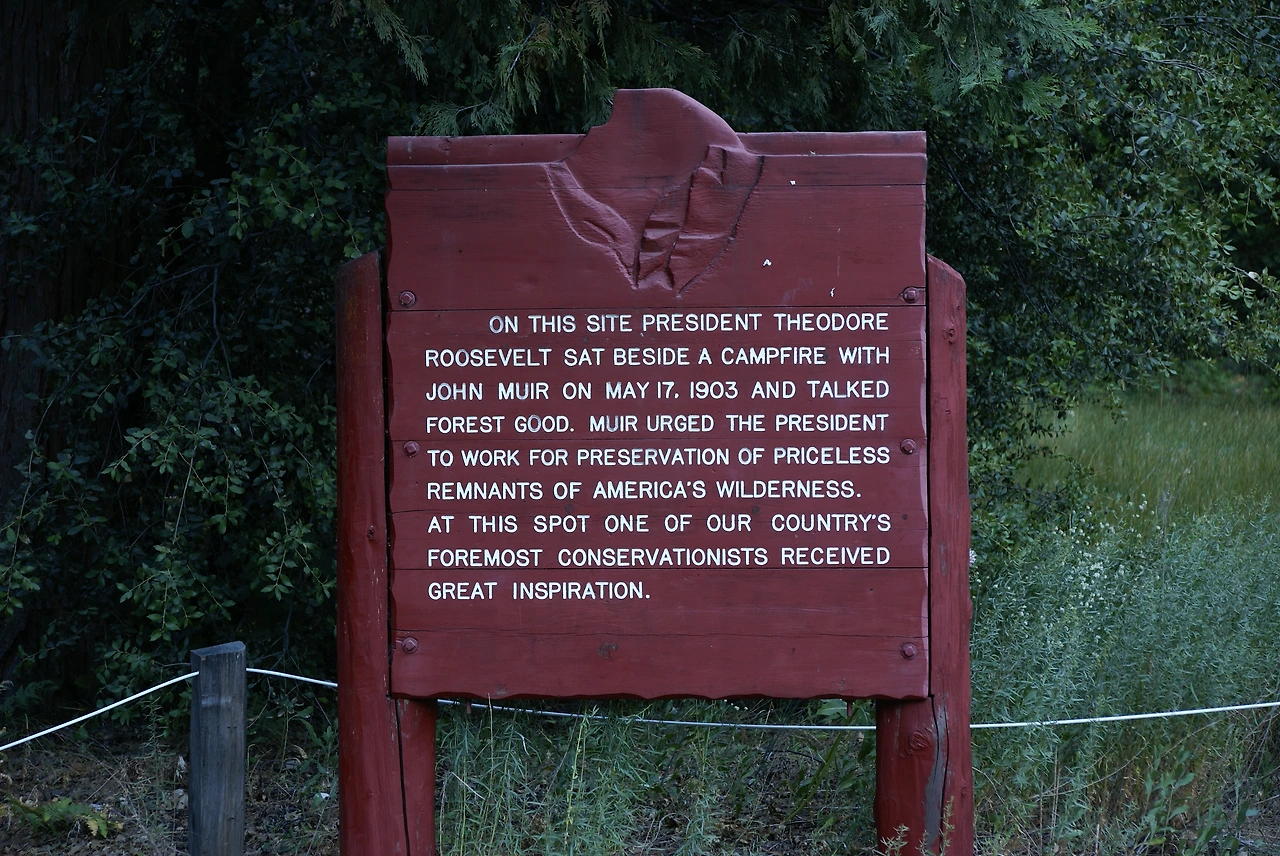 ON THIS SITE PRESIDENT THEODORE
ROOSEVELT SAT BESIDE A CAMPFIRE WITH
JOHN MUIR ON MAY 17, 1903 AND TALKED
FOREST GOOD. MUIR URGED THE PRESIDENT
TO WORK FOR PRESERVATION OF PRICELESS
REMNANTS OF AMERICA'S WILDERNESS.
AT THIS SPOT ONE OF OUR COUNTRY'S
FOREMOST CONSERVATIONISTS RECEIVED
GREAT INSPIRATION.